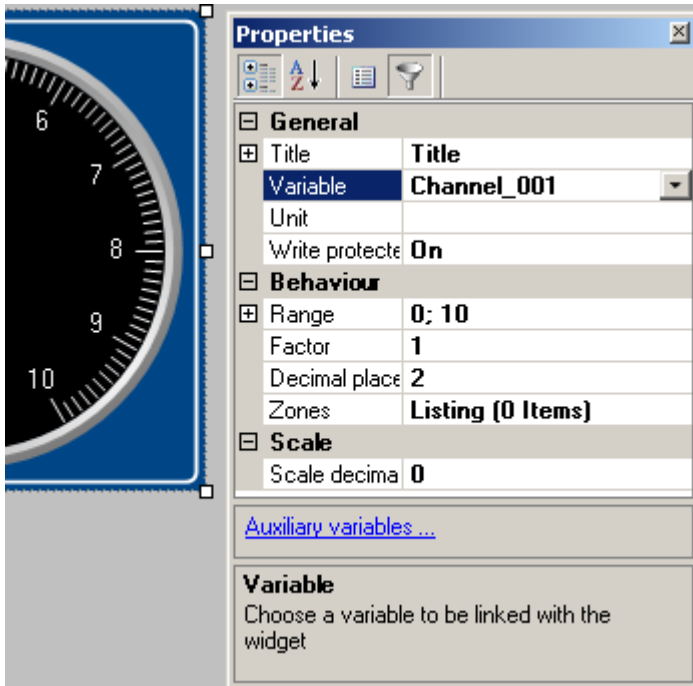 6
7
8
9
10
Properties
A
Z
General
Title Title
Variable Channel_001
Unit
Write protecte On
Behaviour
Range 0; 10
Factor 1
Decimal place 2
Zones Listing (0 Items)
Scale
Scale decima 0
Auxiliary variables ...
Variable
Choose a variable to be linked with the
widget